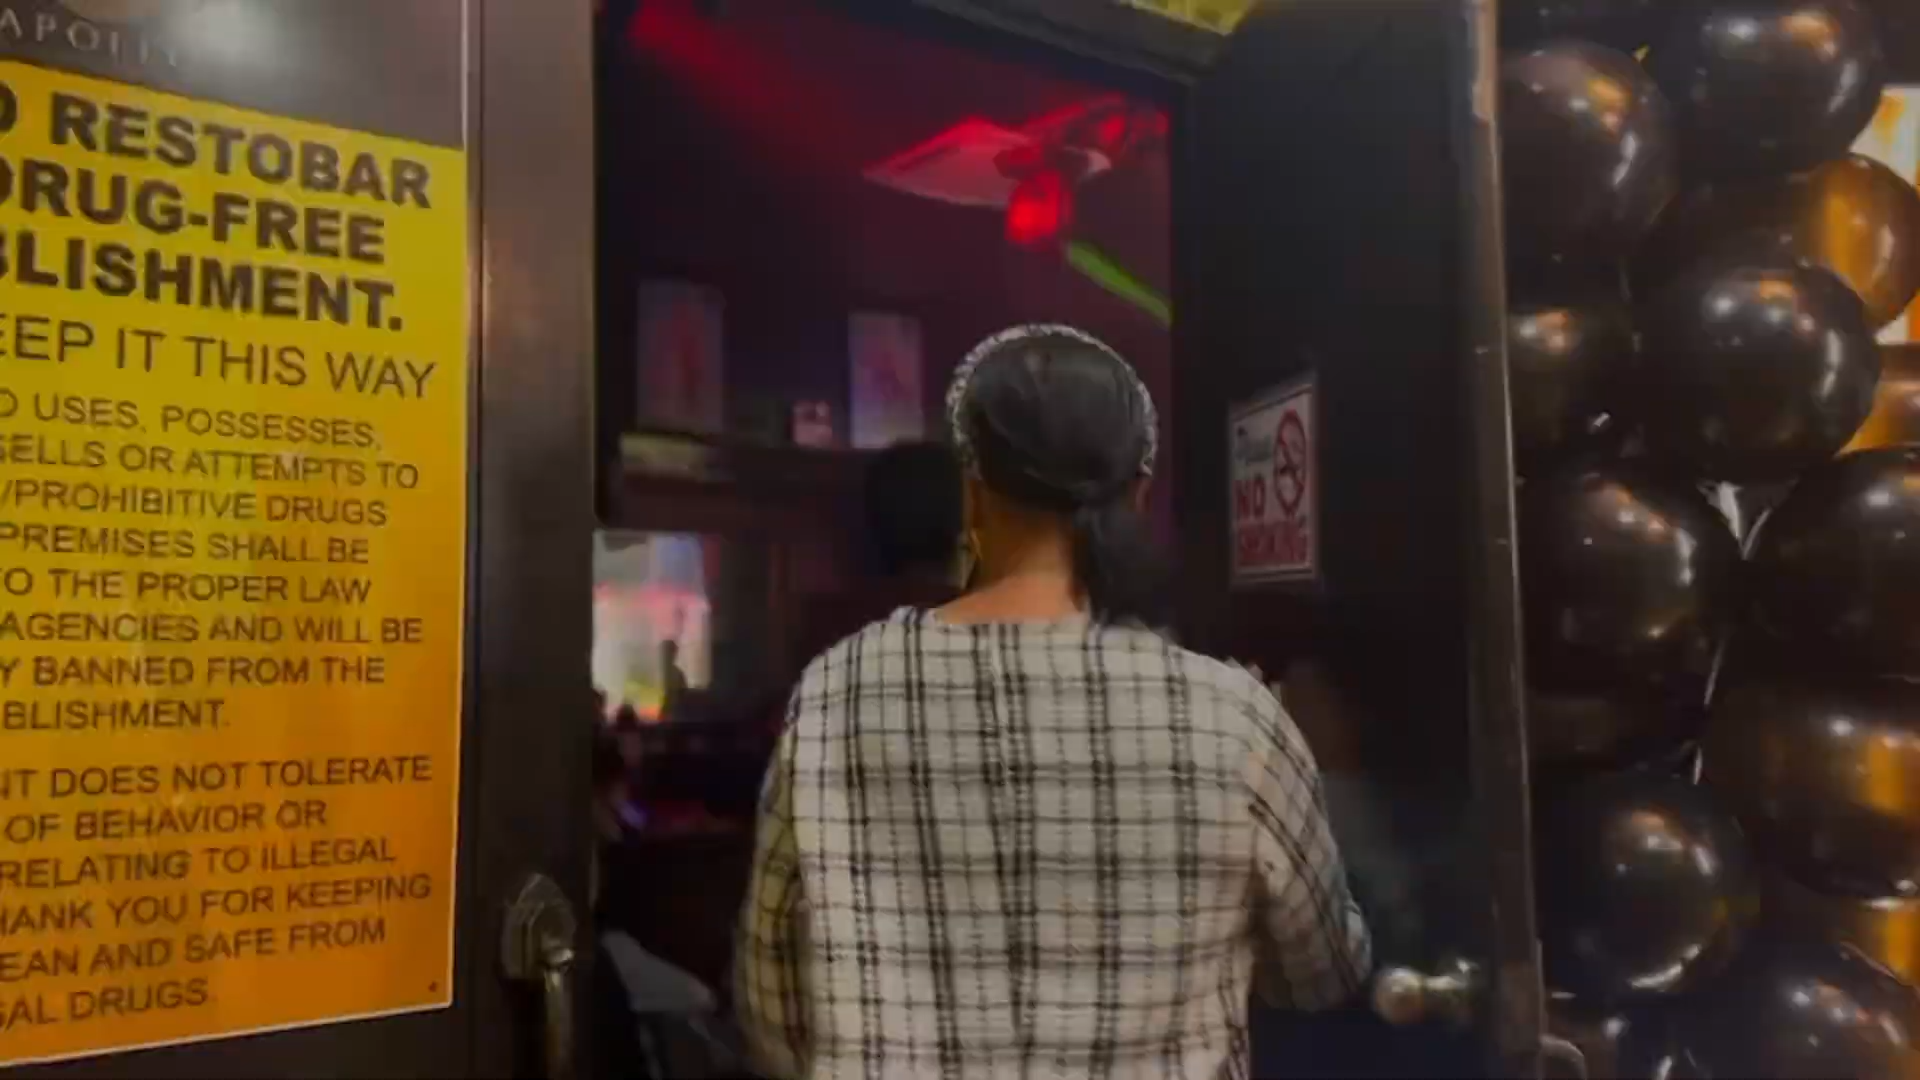 APOLI
RESTOBAR
DRUG-FREE
BLISHMENT.
EEP IT THIS WAY
O USES, POSSESSES,
SELLS OR ATTEMPTS TO
/PROHIBITIVE DRUGS
PREMISES SHALL BE
TO THE PROPER LAW
AGENCIES AND WILL BE
Y BANNED FROM THE
BLISHMENT.
NT DOES NOT TOLERATE
OF BEHAVIOR OR
RELATING TO ILLEGAL
HANK YOU FOR KEEPING
EAN AND SAFE FROM
GAL DRUGS
NO
SMOKING